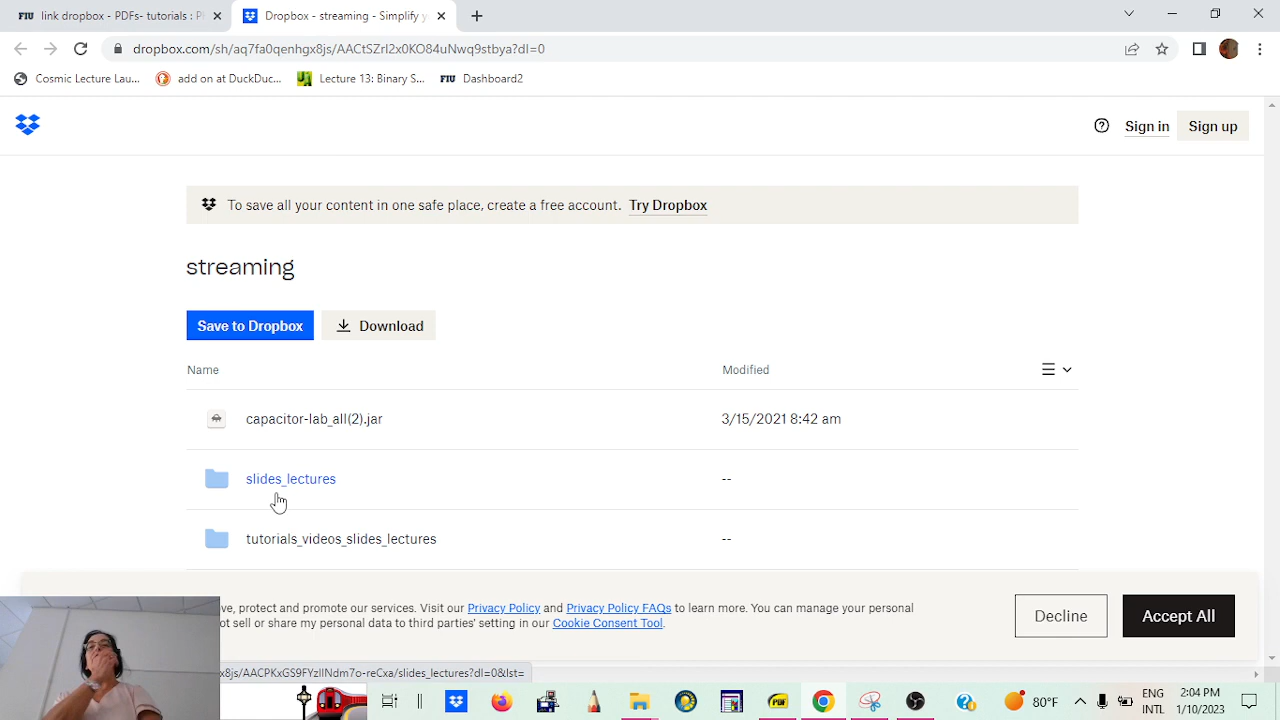 FIU link dropbox - PDFs- tutorials : P
Dropbox - streaming - Simplify y
dropbox.com/sh/aq7fa0qenhgx8js/AACtSZrI2x0KO84uNwq9stbya?dl=0
Cosmic Lecture Lau... add on at DuckDuc... Lecture 13: Binary S... FIU Dashboard2
Sign in Sign up
To save all your content in one safe place, create a free account. Try Dropbox
streaming
Save to Dropbox Download
Name Modified
capacitor-lab_all(2).jar 3/15/2021 8:42 am
slides_lectures --
tutorials_videos_slides_lectures --
ve, protect and promote our services. Visit our Privacy Policy and Privacy Policy FAQs to learn more. You can manage your personal
ot sell or share my personal data to third parties' setting in our Cookie Consent Tool.
Decline Accept All
x8js/AACPKxGS9FYzlINdm7o-reCxa/slides_lectures?dl=0&lst=
80°F ENG 2:04 PM
INTL 1/10/2023